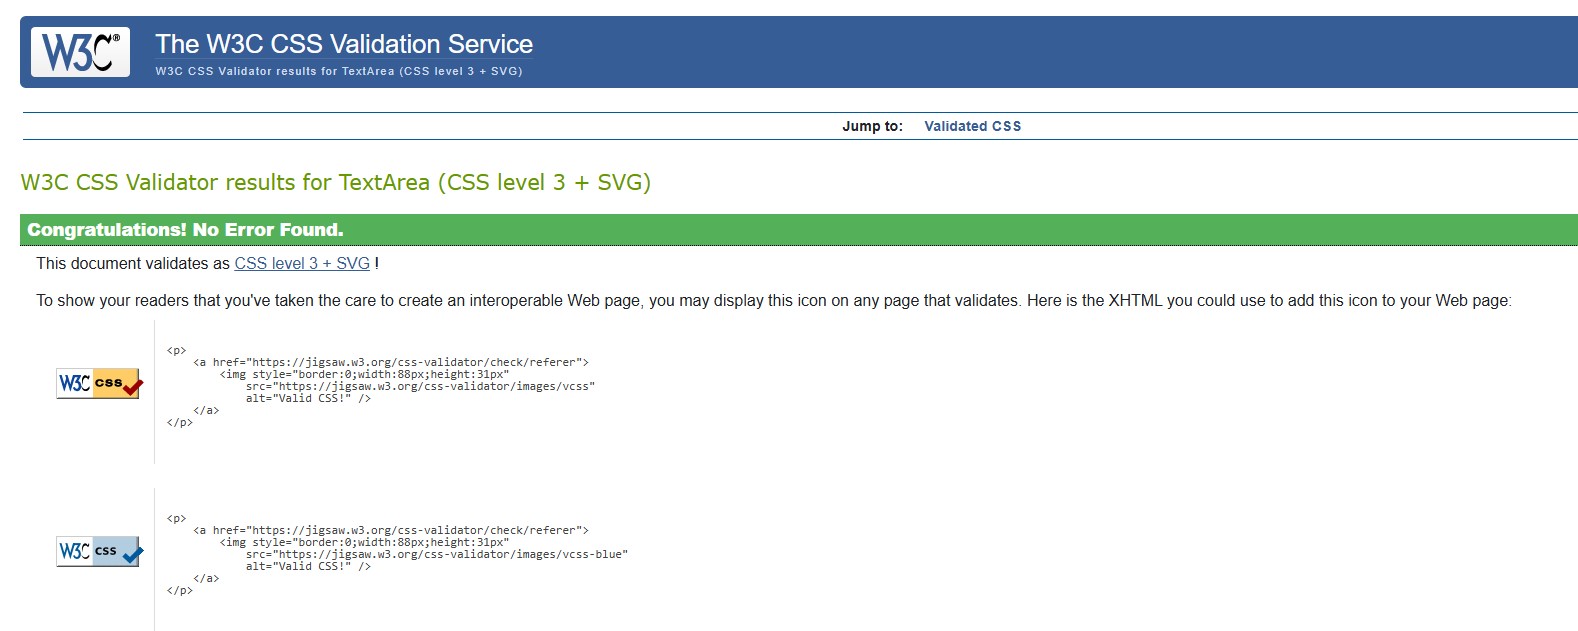 W3C®
The W3C CSS Validation Service
W3C CSS Validator results for TextArea (CSS level 3 + SVG)
Jump to: Validated CSS
W3C CSS Validator results for TextArea (CSS level 3 + SVG)
Congratulations! No Error Found.
This document validates as CSS level 3 + SVG !
To show your readers that you've taken the care to create an interoperable Web page, you may display this icon on any page that validates. Here is the XHTML you could use to add this icon to your Web page:
W3C css
<p>
<a href="https://jigsaw.w3.org/css-validator/check/referer">
<img style="border:0;width:88px;height:31px"
src="https://jigsaw.w3.org/css-validator/images/vcss"
alt="Valid CSS!" />
</a>
</p>
W3C css
<p>
<a href="https://jigsaw.w3.org/css-validator/check/referer">
<img style="border:0;width:88px;height:31px"
src="https://jigsaw.w3.org/css-validator/images/vcss-blue"
alt="Valid CSS!" />
</a>
</p>